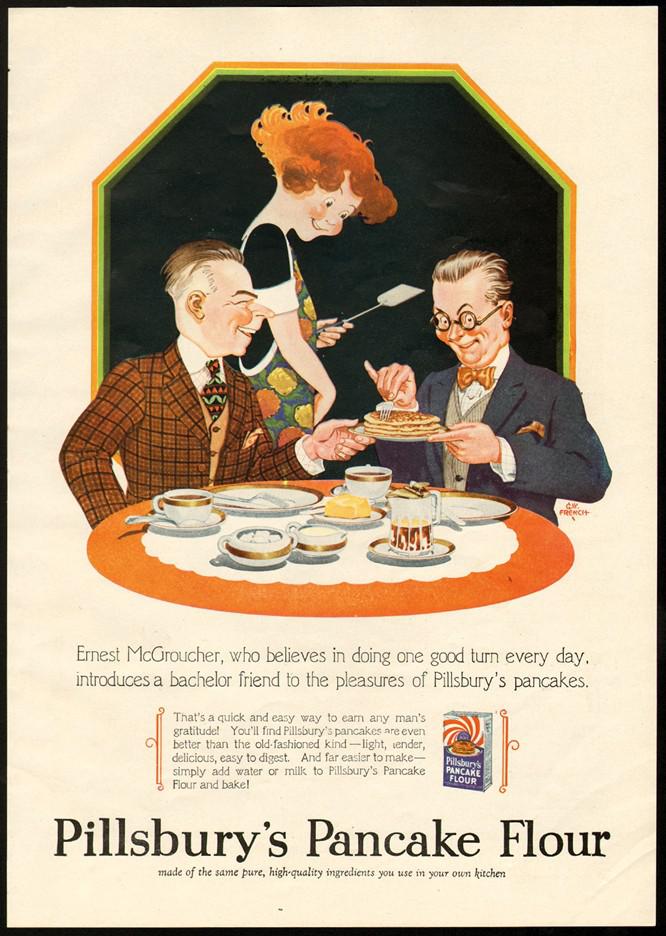 G.W.
FRENCH
Ernest McGroucher, who believes in doing one good turn every day,
introduces a bachelor friend to the pleasures of Pillsbury's pancakes.
That's a quick and easy way to earn any man's
gratitude! You'll find Pillsbury's pancakes are even
better than the old-fashioned kind—light, tender,
delicious, easy to digest. And far easier to make—
simply add water or milk to Pillsbury's Pancake
Flour and bake!
Pillsbury's
PANCAKE
FLOUR
Pillsbury's Pancake Flour
made of the same pure, high-quality ingredients you use in your own kitchen